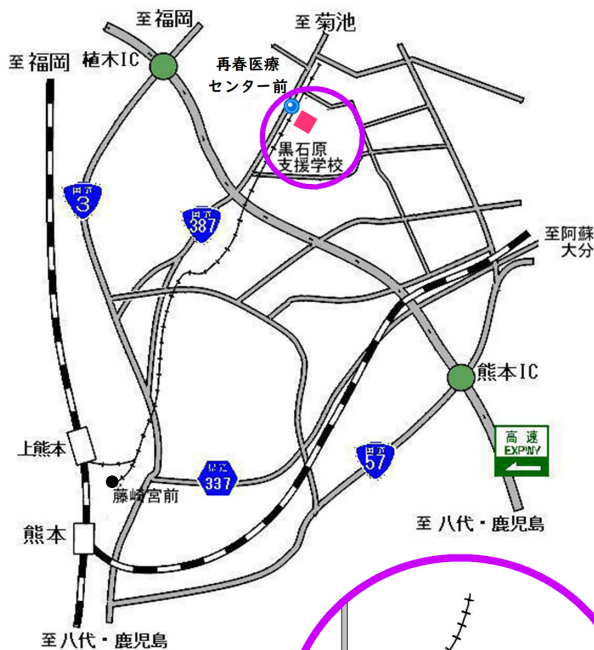 至福岡
至菊池
至福岡
植木IC
再春医療
センター前
黒石原
支援学校
国道
3
国道
387
至阿蘇
大分
熊本IC
高速
EXPWY
上熊本
国道
57
県道
337
藤崎宮前
熊本
至八代・鹿児島
至八代・鹿児島